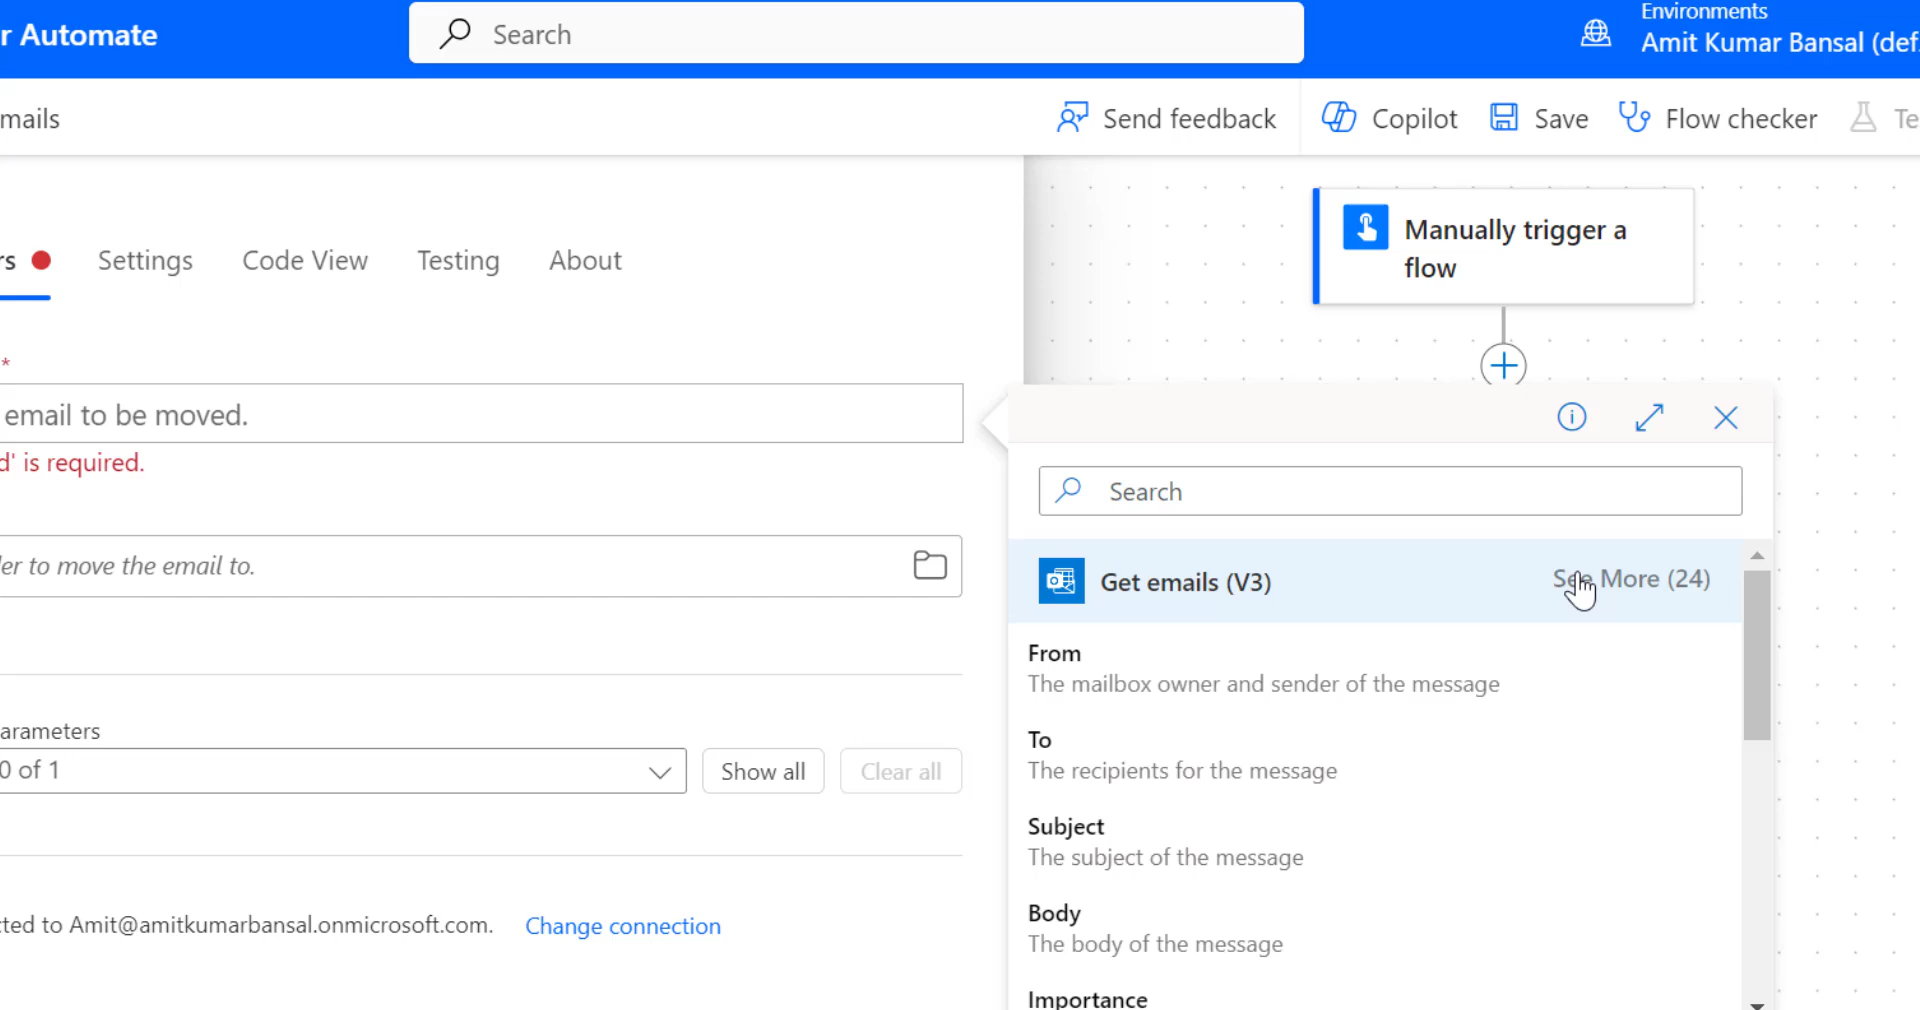 r Automate
Search
Environments
Amit Kumar Bansal (def
mails
Send feedback
Copilot
Save
Flow checker
Te
rs
Settings
Code View
Testing
About
*
email to be moved.
d' is required.
er to move the email to.
arameters
0 of 1
Show all
Clear all
cted to Amit@amitkumarbansal.onmicrosoft.com.
Change connection
Manually trigger a
flow
Search
Get emails (V3)
See More (24)
From
The mailbox owner and sender of the message
To
The recipients for the message
Subject
The subject of the message
Body
The body of the message
Importance